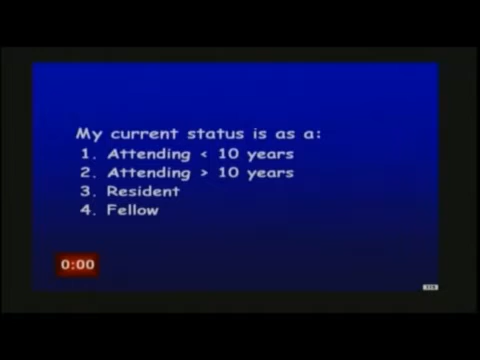 My current status is as a:
1. Attending < 10 years
2. Attending > 10 years
3. Resident
4. Fellow
0:00